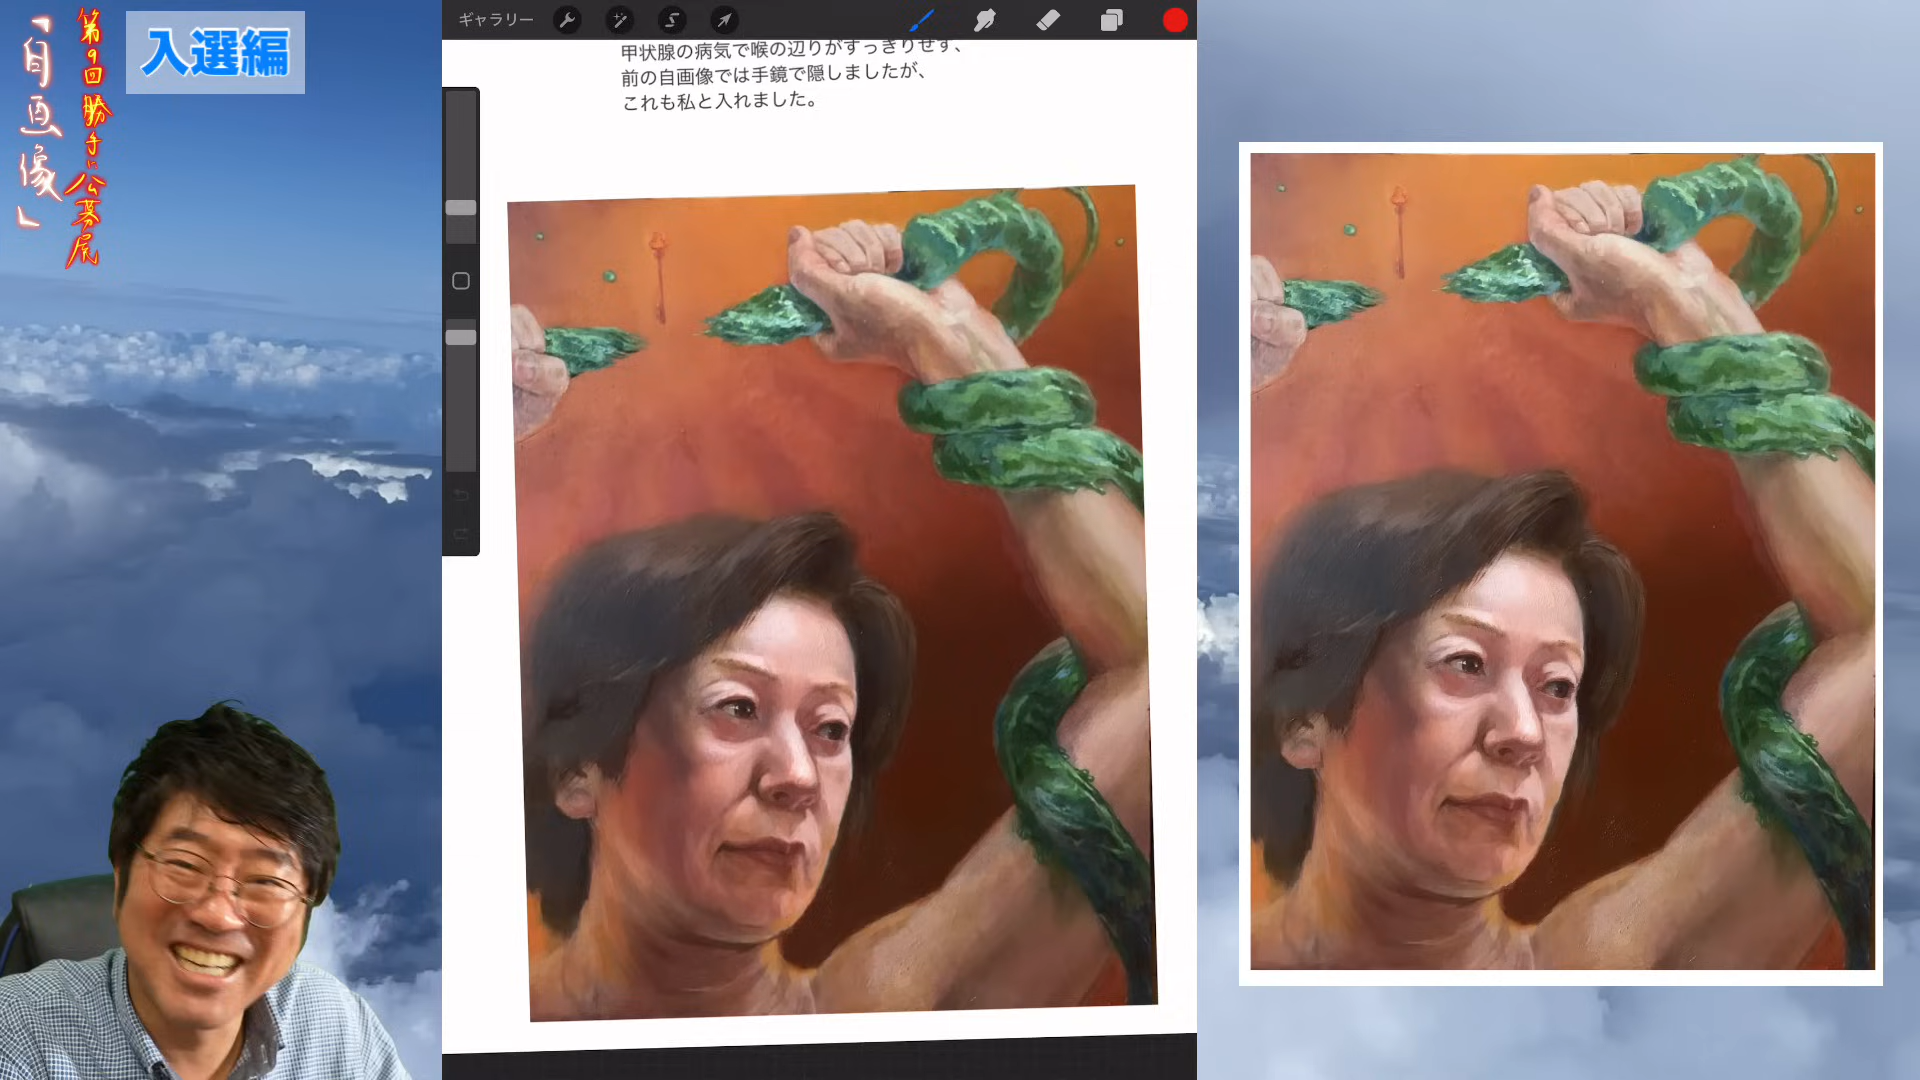 第9回 勝手に公募展
「自画像」
入選編
ギャラリー
甲状腺の病気で喉の辺りがすっきりせず、
前の自画像では手鏡で隠しましたが、
これも私と入れました。